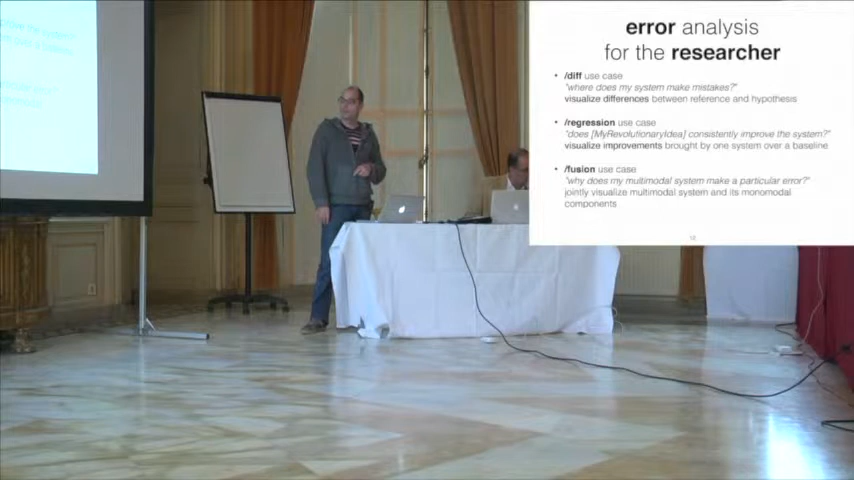 error analysis
for the researcher
• /diff use case
"where does my system make mistakes?"
visualize differences between reference and hypothesis
• /regression use case
"does [MyRevolutionaryIdea] consistently improve the system?"
visualize improvements brought by one system over a baseline
• /fusion use case
"why does my multimodal system make a particular error?"
jointly visualize multimodal system and its monomodal
components
12